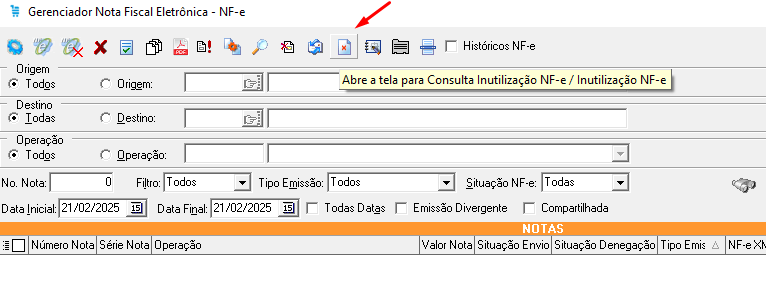 Gerenciador Nota Fiscal Eletrônica - NF-e
PDF Históricos NF-e
Abre a tela para Consulta Inutilização NF-e / Inutilização NF-e
Origem
Todos Origem:
Destino
Todas Destino:
Operação
Todos Operação:
No. Nota: 0 Filtro: Todos Tipo Emissão: Todos Situação NF-e: Todas
Data Inicial: 21/02/2025 15 Data Final: 21/02/2025 15 Todas Datas Emissão Divergente Compartilhada
NOTAS
Número Nota Série Nota Operação Valor Nota Situação Envio Situação Denegação Tipo Emis NF-e XM